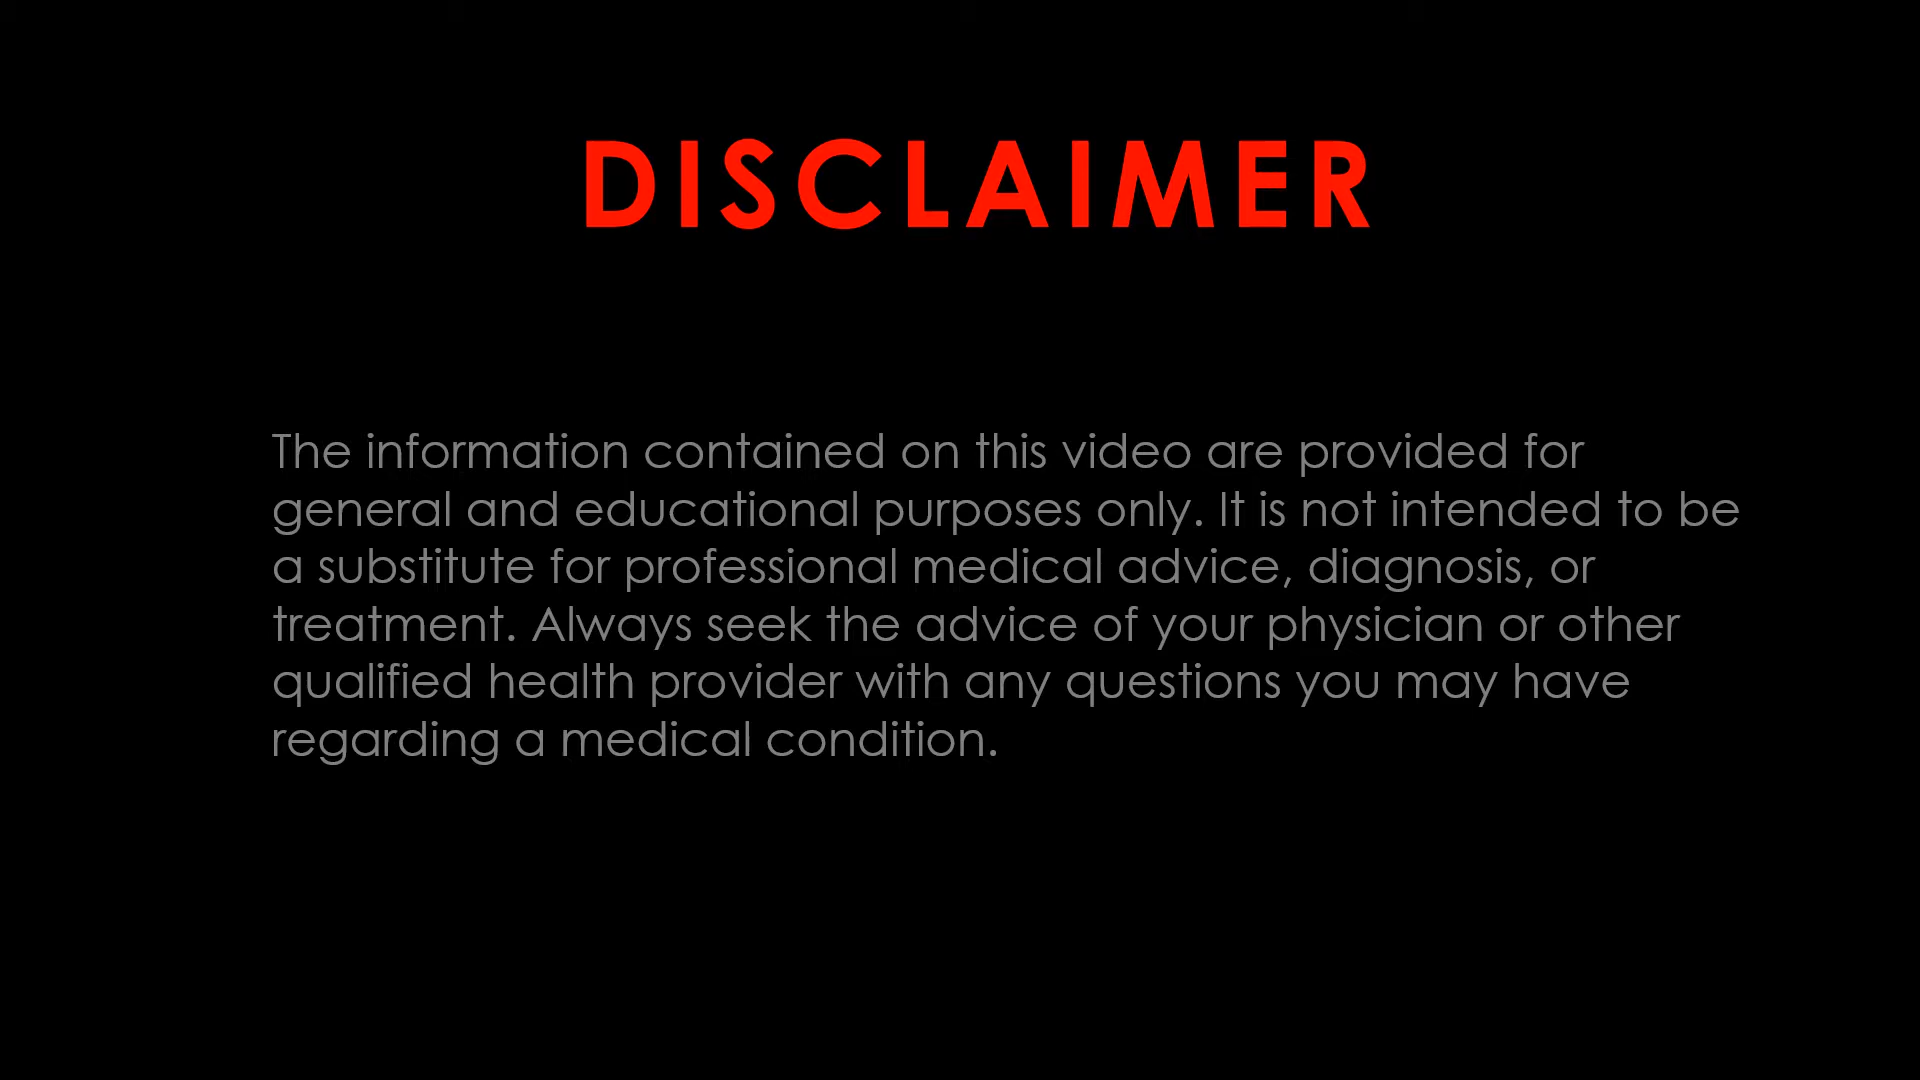 DISCLAIMER
The information contained on this video are provided for
general and educational purposes only. It is not intended to be
a substitute for professional medical advice, diagnosis, or
treatment. Always seek the advice of your physician or other
qualified health provider with any questions you may have
regarding a medical condition.